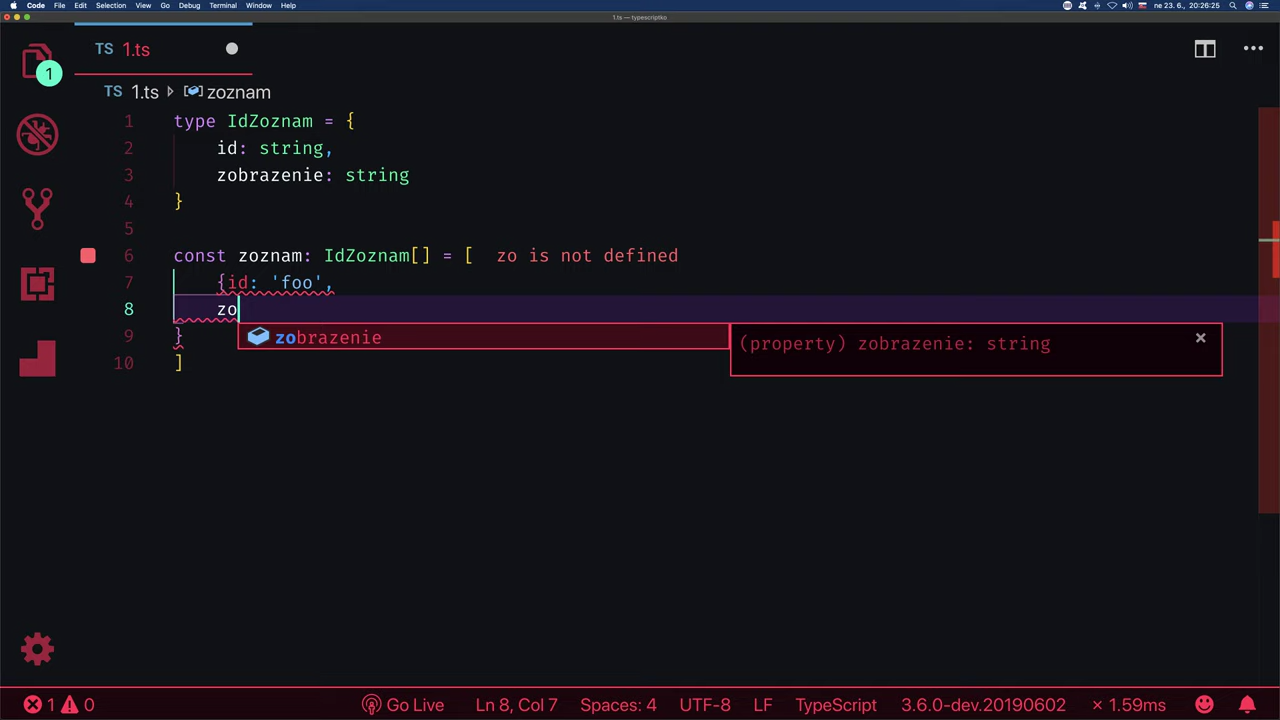 Code File Edit Selection View Go Debug Terminal Window Help ne 23. 6., 20:26:25
1.ts — typescriptko
TS 1.ts
1
TS 1.ts zoznam
1 type IdZoznam = {
2 id: string,
3 zobrazenie: string
4 }
5
6 const zoznam: IdZoznam[] = [ zo is not defined
7 {id: 'foo',
8 zo
9 }
zobrazenie
(property) zobrazenie: string ×
10 ]
1 0 Go Live Ln 8, Col 7 Spaces: 4 UTF-8 LF TypeScript 3.6.0-dev.20190602 × 1.59ms